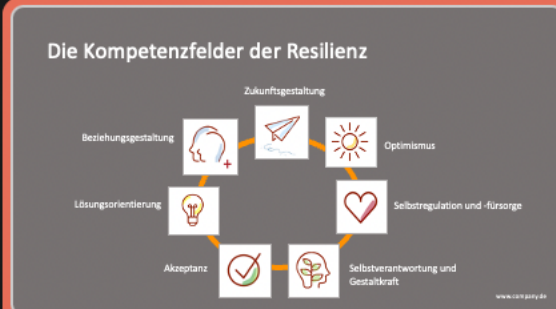 Die Kompetenzfelder der Resilienz
Zukunftsgestaltung
Beziehungsgestaltung
Optimismus
Lösungsorientierung
Selbstregulation und -fürsorge
Akzeptanz
Selbstverantwortung und
Gestaltkraft
www.company.de